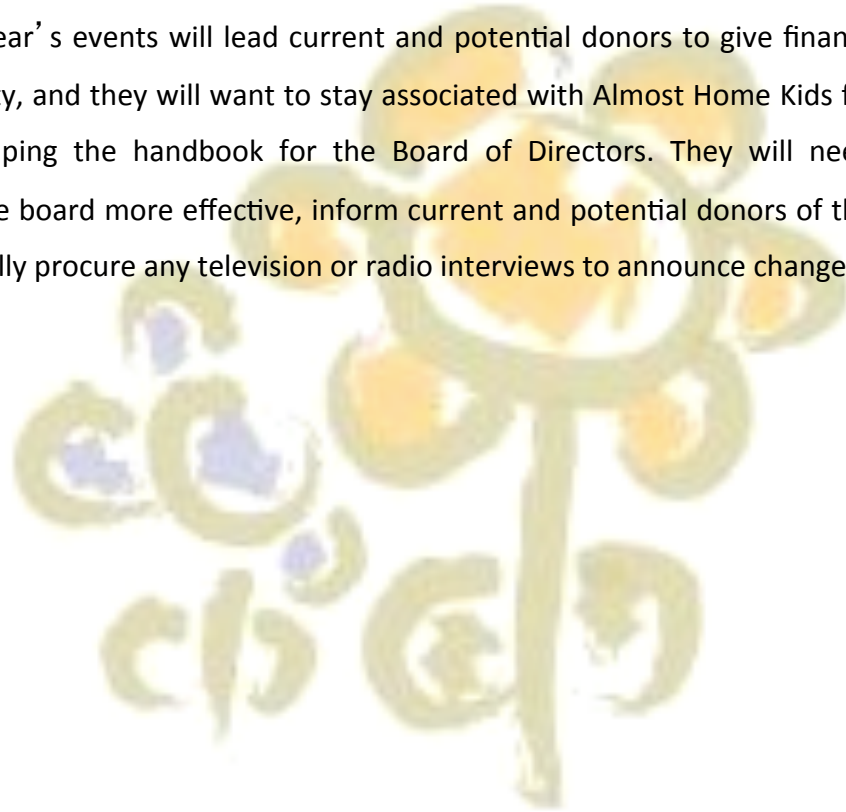 ear's events will lead current and potential donors to give finan
ty, and they will want to stay associated with Almost Home Kids f
ping the handbook for the Board of Directors. They will nee
e board more effective, inform current and potential donors of th
lly procure any television or radio interviews to announce change